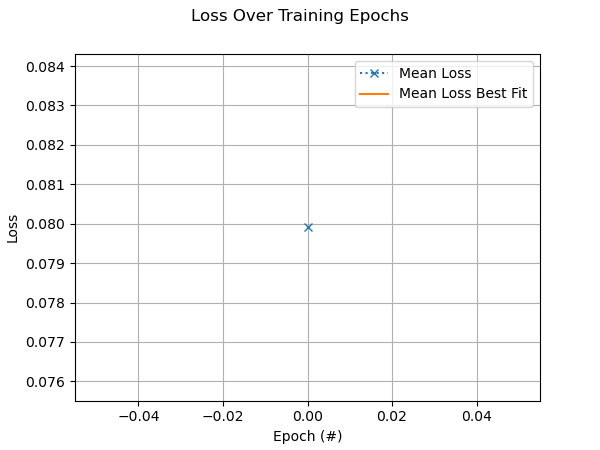 Loss Over Training Epochs
0.084
0.083
0.082
0.081
0.080
0.079
0.078
0.077
0.076
Loss
Mean Loss
Mean Loss Best Fit
−0.04
−0.02
0.00
0.02
0.04
Epoch (#)